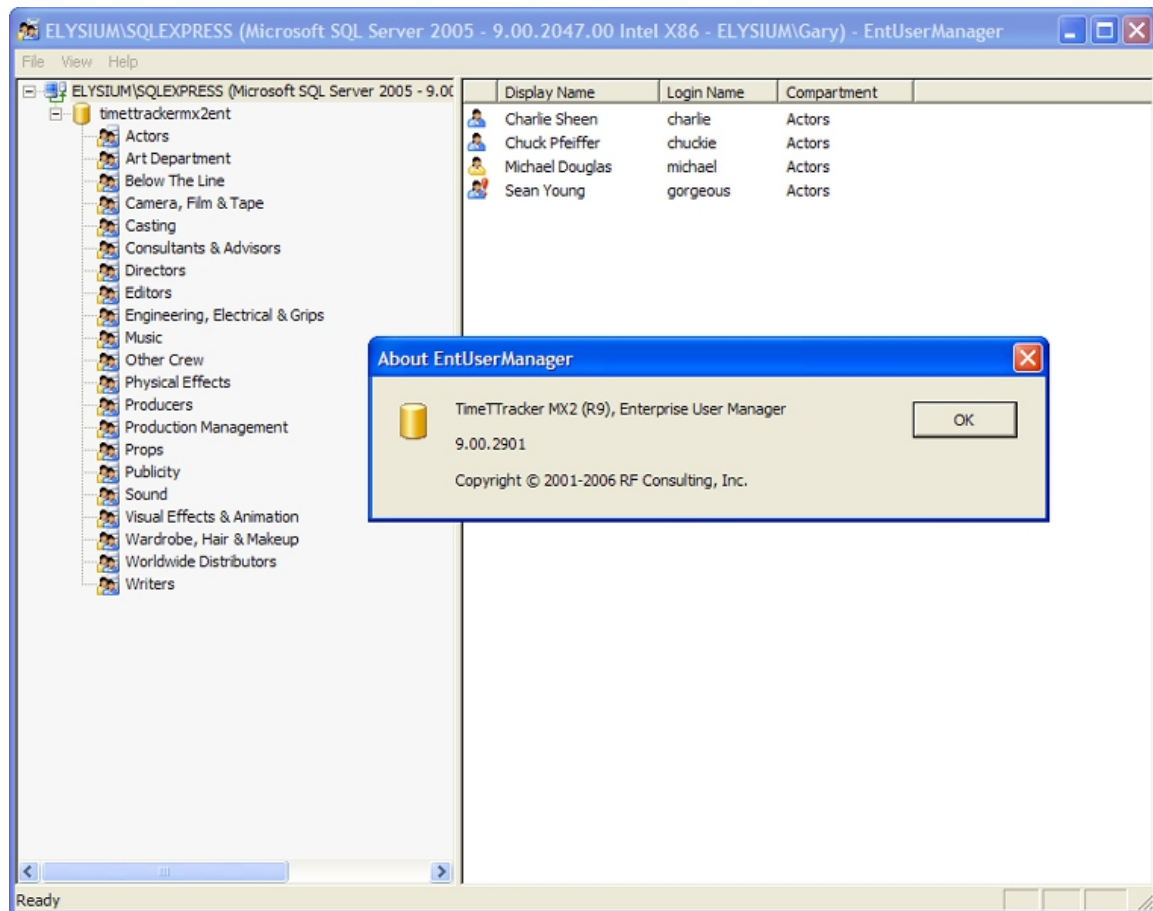 ELYSIUM\SQLEXPRESS (Microsoft SQL Server 2005 - 9.00.2047.00 Intel X86 - ELYSIUM\Gary) - EntUserManager
File View Help
ELYSIUM\SQLEXPRESS (Microsoft SQL Server 2005 - 9.00
timettrackermx2ent
Actors
Art Department
Below The Line
Camera, Film & Tape
Casting
Consultants & Advisors
Directors
Editors
Engineering, Electrical & Grips
Music
Other Crew
Physical Effects
Producers
Production Management
Props
Publicity
Sound
Visual Effects & Animation
Wardrobe, Hair & Makeup
Worldwide Distributors
Writers
Display Name Login Name Compartment
Charlie Sheen charlie Actors
Chuck Pfeiffer chuckie Actors
Michael Douglas michael Actors
Sean Young gorgeous Actors
About EntUserManager
TimeTTracker MX2 (R9), Enterprise User Manager
9.00.2901
Copyright © 2001-2006 RF Consulting, Inc.
OK
Ready